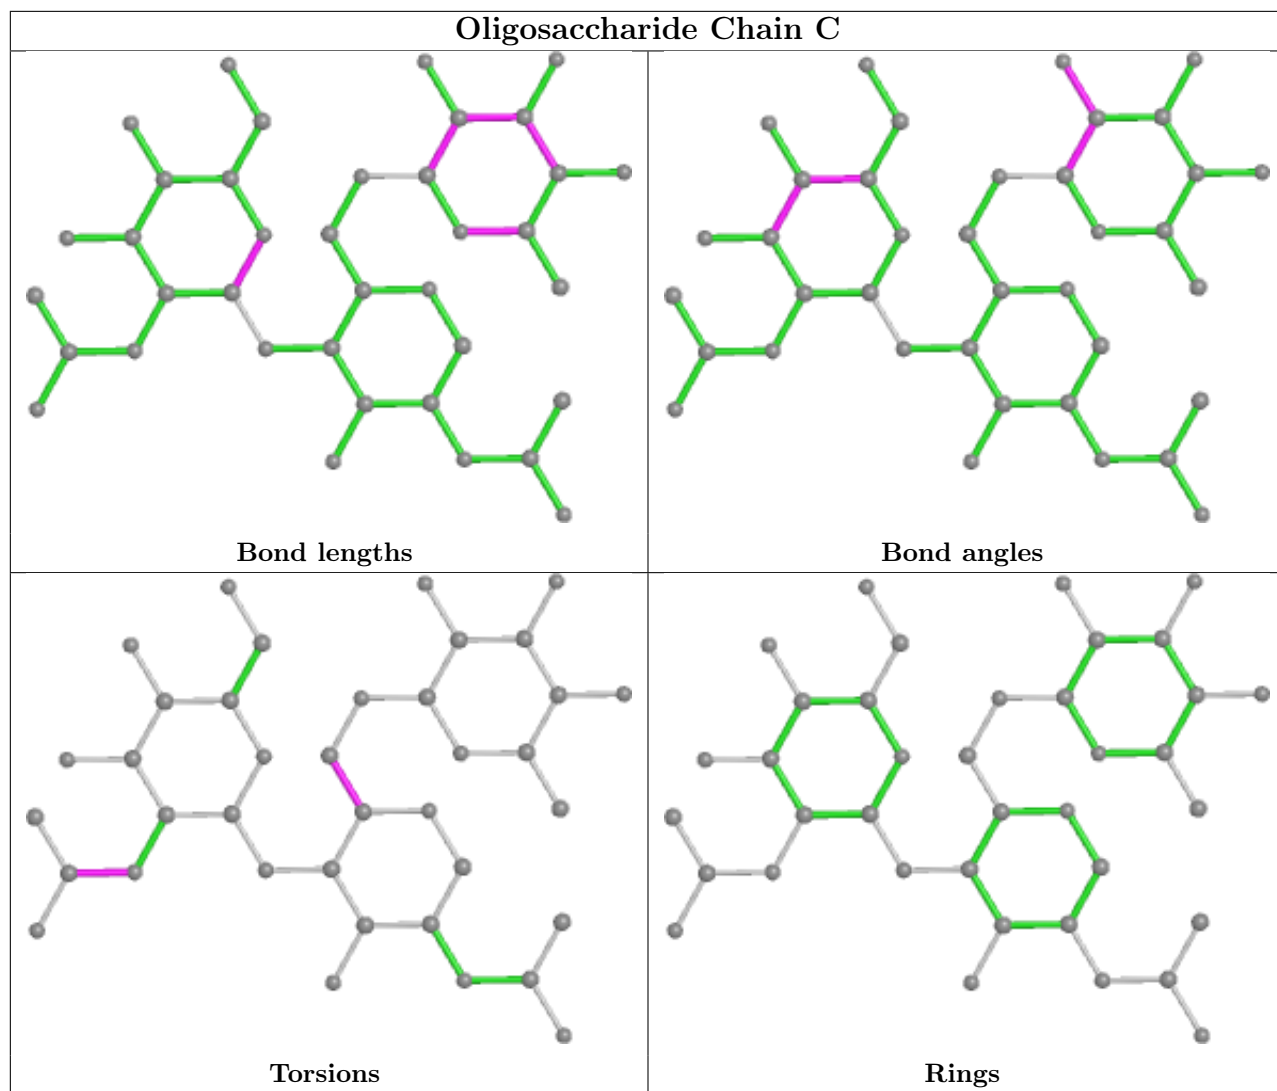 Oligosaccharide Chain C
Bond lengths
Bond angles
Torsions
Rings